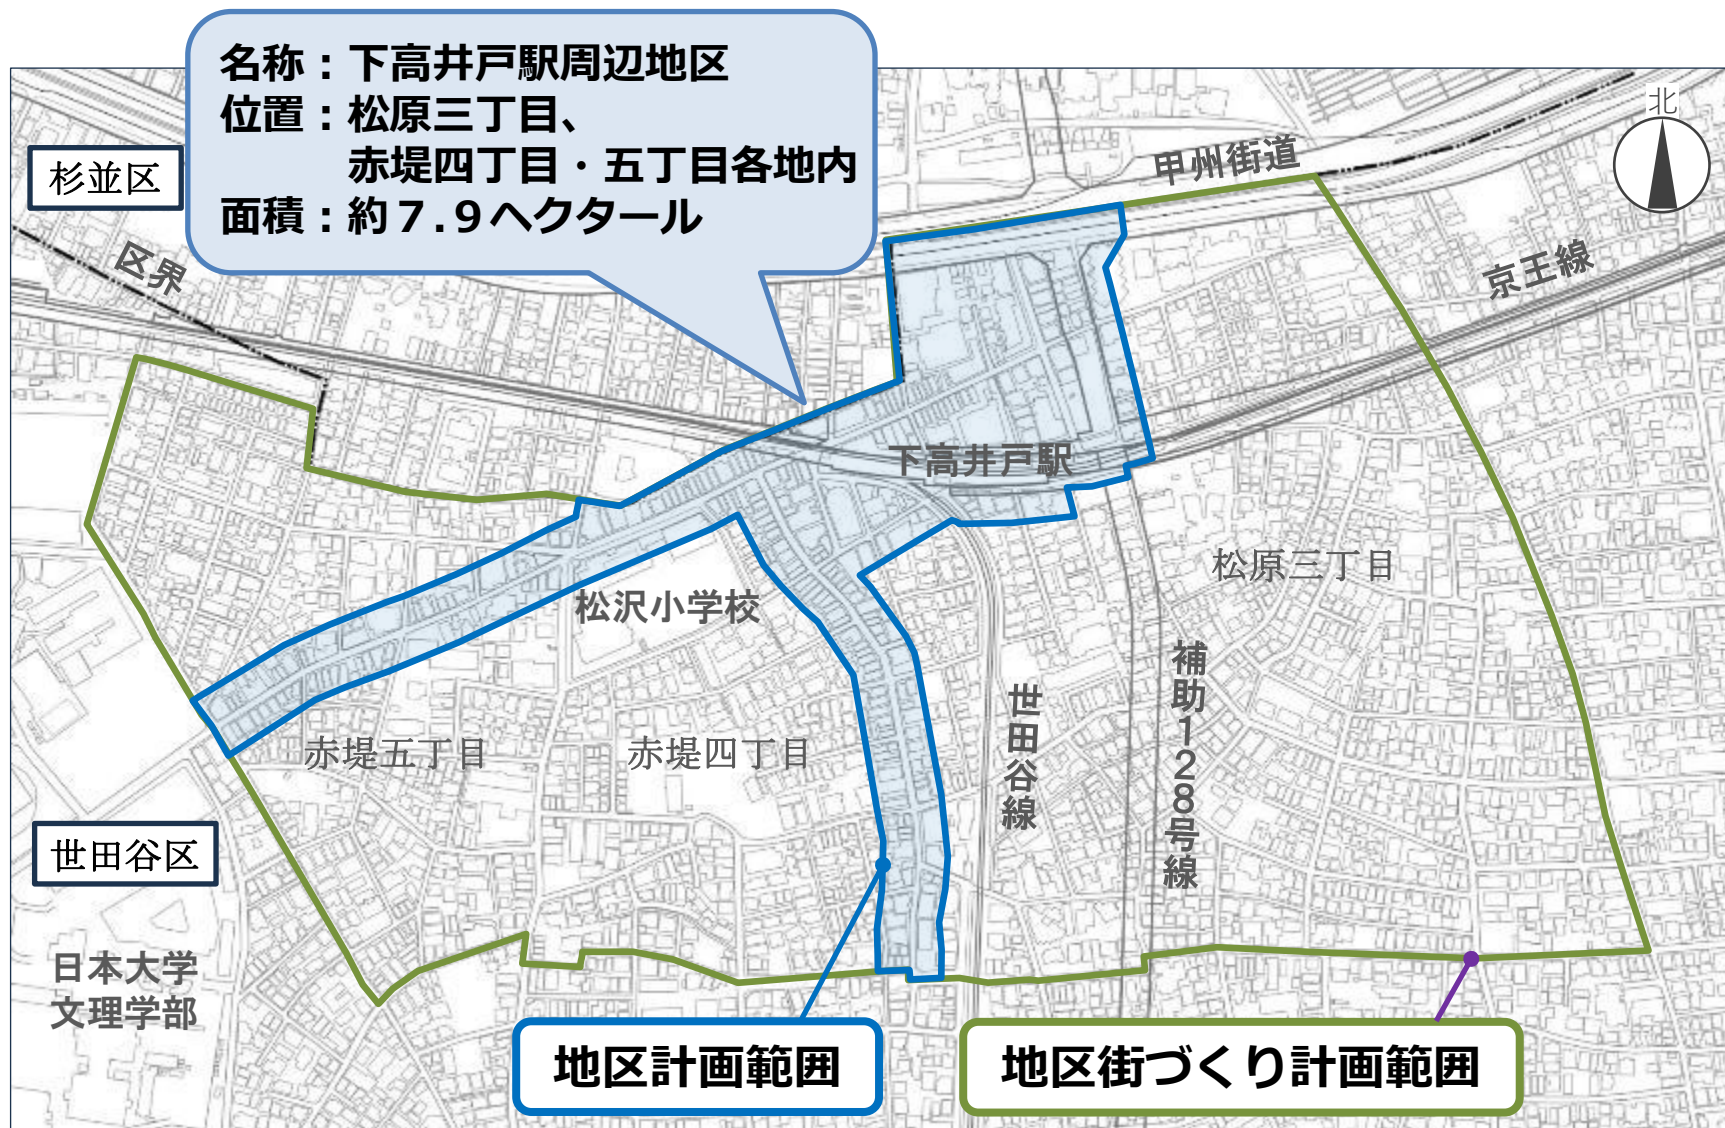 名称：下高井戸駅周辺地区
位置：松原三丁目、
赤堤四丁目・五丁目各地内
面積：約７.９ヘクタール
北
杉並区
甲州街道
区界
京王線
下高井戸駅
松原三丁目
松沢小学校
補助128号線
世田谷線
赤堤五丁目
赤堤四丁目
世田谷区
日本大学
文理学部
地区計画範囲
地区街づくり計画範囲